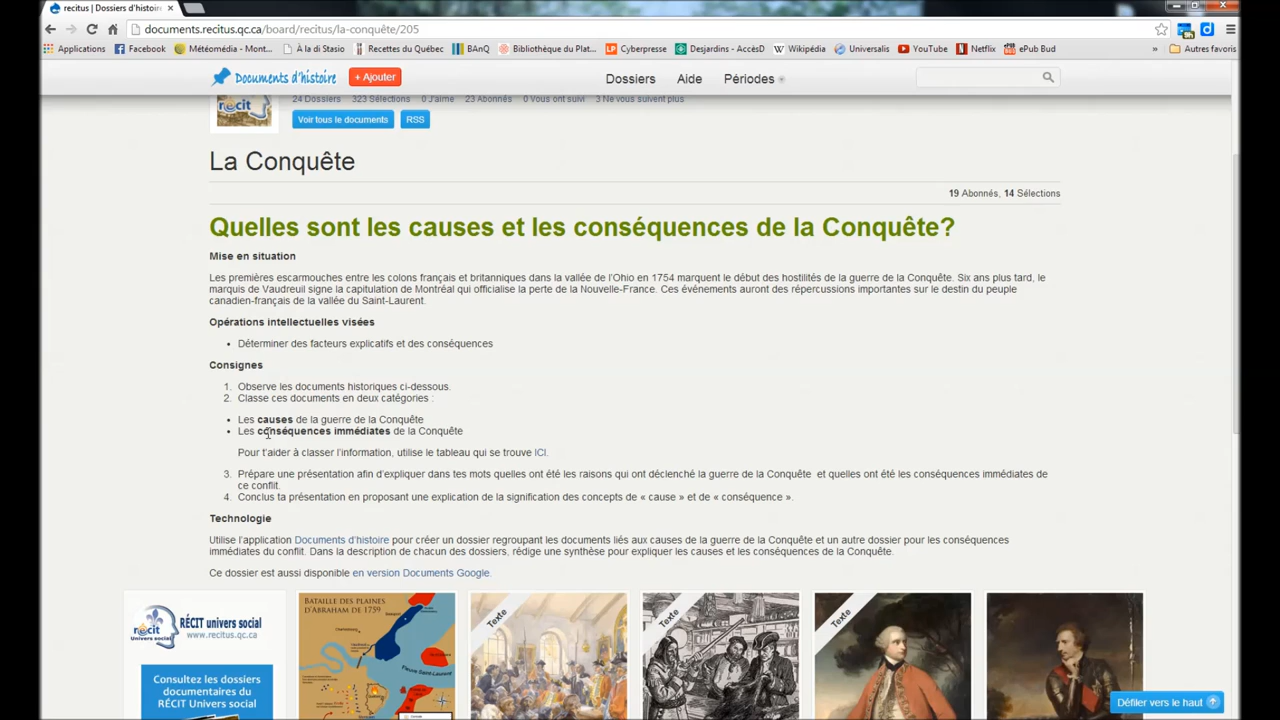 recitus | Dossiers d'histoire
documents.recitus.qc.ca/board/recitus/la-conquête/205
Applications Facebook Météomédia - Mont... À la di Stasio Recettes du Québec BAnQ Bibliothèque du Plat... Cyberpresse Desjardins - AccèsD Wikipédia Universalis YouTube Netflix ePub Bud » Autres favoris
Documents d'histoire + Ajouter Dossiers Aide Périodes
récit 24 Dossiers 323 Sélections 0 J'aime 23 Abonnés 0 Vous ont suivi 3 Ne vous suivent plus
Voir tout le documents RSS
La Conquête
19 Abonnés, 14 Sélections
Quelles sont les causes et les conséquences de la Conquête?
Mise en situation
Les premières escarmouches entre les colons français et britanniques dans la vallée de l'Ohio en 1754 marquent le début des hostilités de la guerre de la Conquête. Six ans plus tard, le
marquis de Vaudreuil signe la capitulation de Montréal qui officialise la perte de la Nouvelle-France. Ces événements auront des répercussions importantes sur le destin du peuple
canadien-français de la vallée du Saint-Laurent.
Opérations intellectuelles visées
• Déterminer des facteurs explicatifs et des conséquences
Consignes
1. Observe les documents historiques ci-dessous.
2. Classe ces documents en deux catégories :
• Les causes de la guerre de la Conquête
• Les conséquences immédiates de la Conquête
Pour t'aider à classer l'information, utilise le tableau qui se trouve ICI.
3. Prépare une présentation afin d'expliquer dans tes mots quelles ont été les raisons qui ont déclenché la guerre de la Conquête et quelles ont été les conséquences immédiates de
ce conflit.
4. Conclus ta présentation en proposant une explication de la signification des concepts de « cause » et de « conséquence ».
Technologie
Utilise l'application Documents d'histoire pour créer un dossier regroupant les documents liés aux causes de la guerre de la Conquête et un autre dossier pour les conséquences
immédiates du conflit. Dans la description de chacun des dossiers, rédige une synthèse pour expliquer les causes et les conséquences de la Conquête.
Ce dossier est aussi disponible en version Documents Google.
récit Univers social
RÉCIT univers social
www.recitus.qc.ca
Consultez les dossiers
documentaires du
RÉCIT Univers social
BATAILLE DES PLAINES
D'ABRAHAM DE 1759
Texte
Texte
Texte
Défiler vers le haut